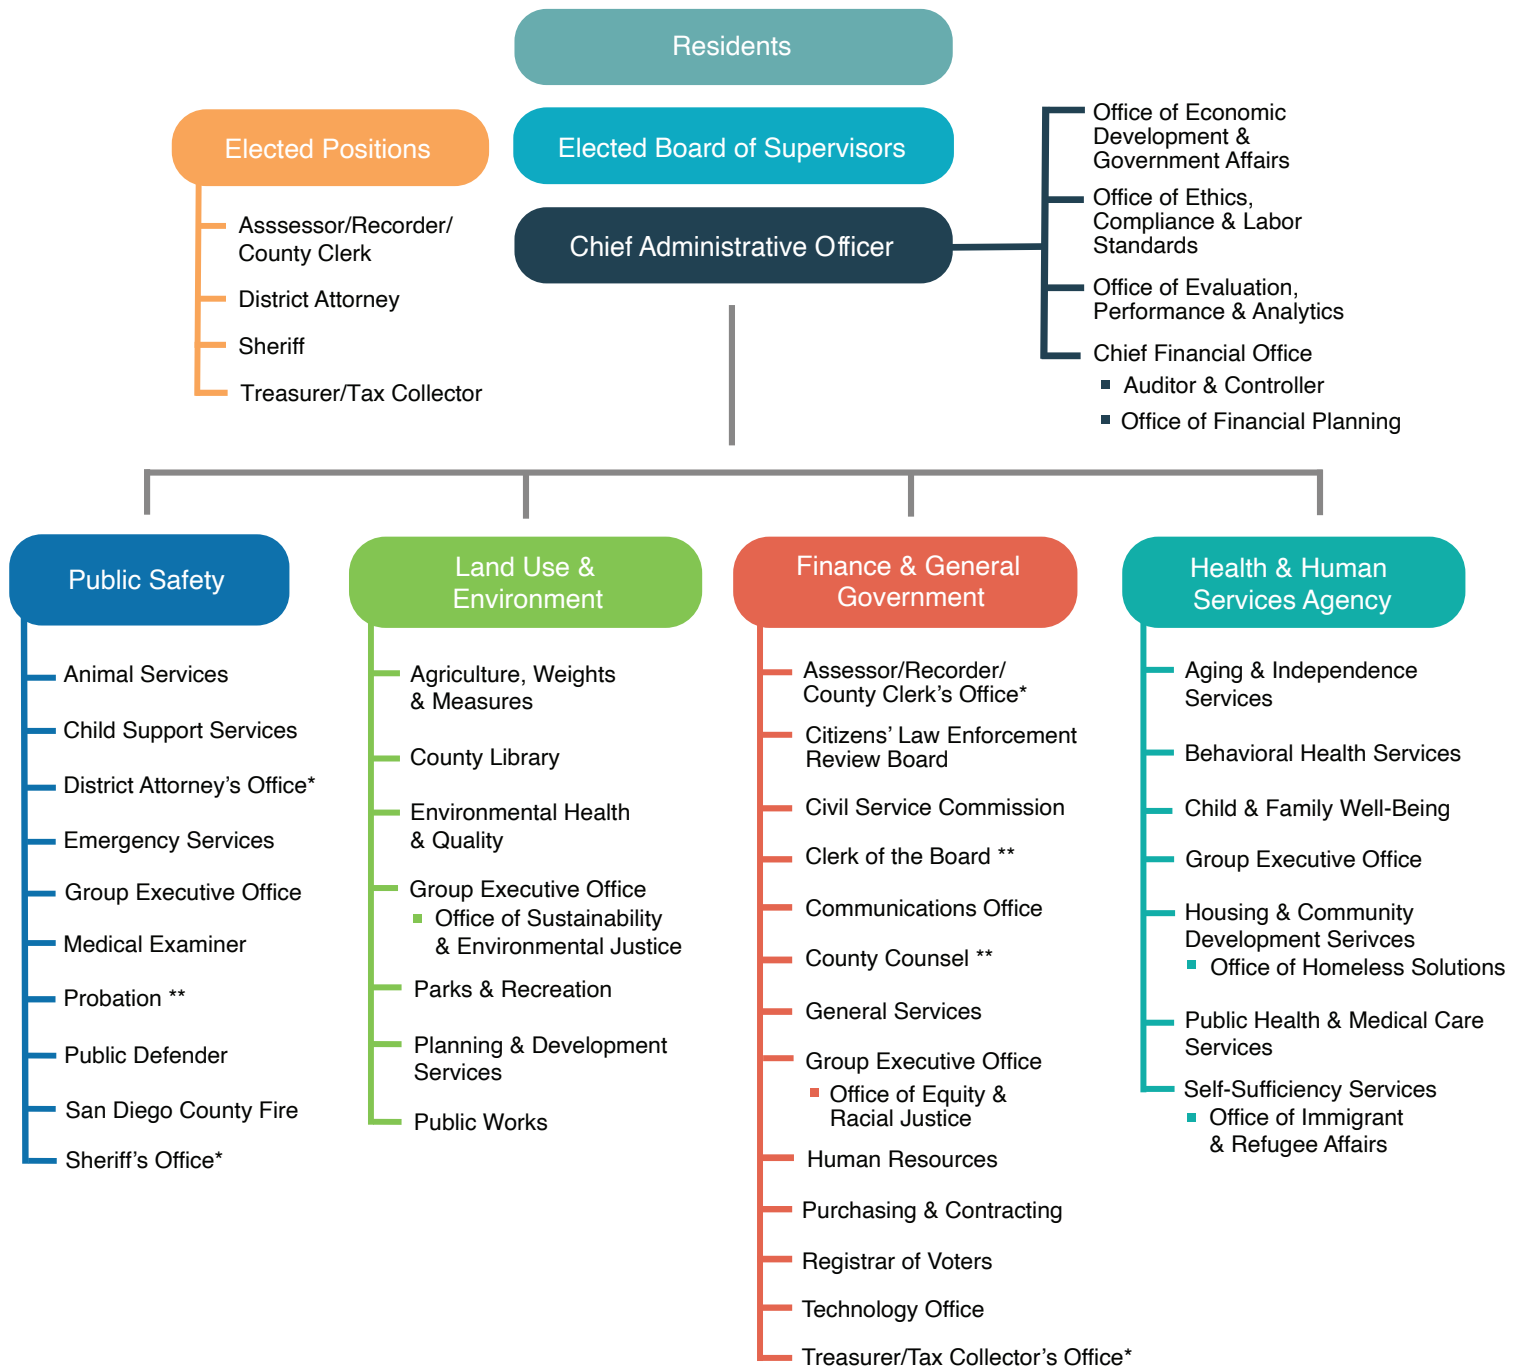 Residents
Elected Positions
Elected Board of Supervisors
Chief Administrative Officer
Asssessor/Recorder/
County Clerk
District Attorney
Sheriff
Treasurer/Tax Collector
Office of Economic
Development &
Government Affairs
Office of Ethics,
Compliance & Labor
Standards
Office of Evaluation,
Performance & Analytics
Chief Financial Office
Auditor & Controller
Office of Financial Planning
Public Safety
Animal Services
Child Support Services
District Attorney’s Office*
Emergency Services
Group Executive Office
Medical Examiner
Probation **
Public Defender
San Diego County Fire
Sheriff’s Office*
Land Use &
Environment
Agriculture, Weights
& Measures
County Library
Environmental Health
& Quality
Group Executive Office
Office of Sustainability
& Environmental Justice
Parks & Recreation
Planning & Development
Services
Public Works
Finance & General
Government
Assessor/Recorder/
County Clerk’s Office*
Citizens’ Law Enforcement
Review Board
Civil Service Commission
Clerk of the Board **
Communications Office
County Counsel **
General Services
Group Executive Office
Office of Equity &
Racial Justice
Human Resources
Purchasing & Contracting
Registrar of Voters
Technology Office
Treasurer/Tax Collector’s Office*
Health & Human
Services Agency
Aging & Independence
Services
Behavioral Health Services
Child & Family Well-Being
Group Executive Office
Housing & Community
Development Serivces
Office of Homeless Solutions
Public Health & Medical Care
Services
Self-Sufficiency Services
Office of Immigrant
& Refugee Affairs